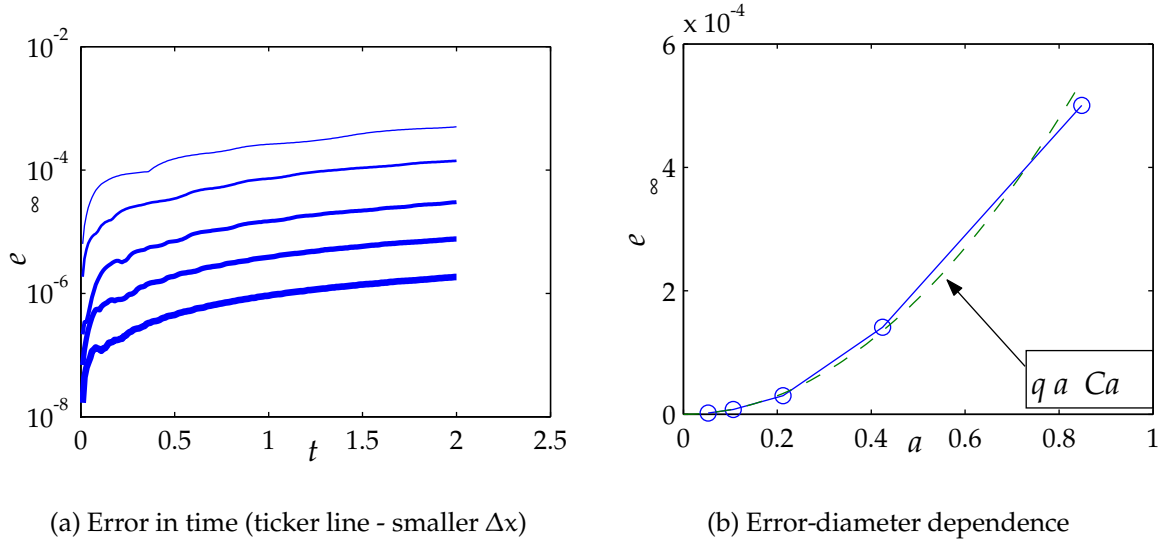 10⁻²
10⁻⁴
10⁻⁶
10⁻⁸
e ∞
0 0.5 1 1.5 2 2.5
t
(a) Error in time (ticker line - smaller Δx)
x 10⁻⁴
6
4
2
0
e ∞
0 0.2 0.4 0.6 0.8 1
a
q a Ca
(b) Error-diameter dependence